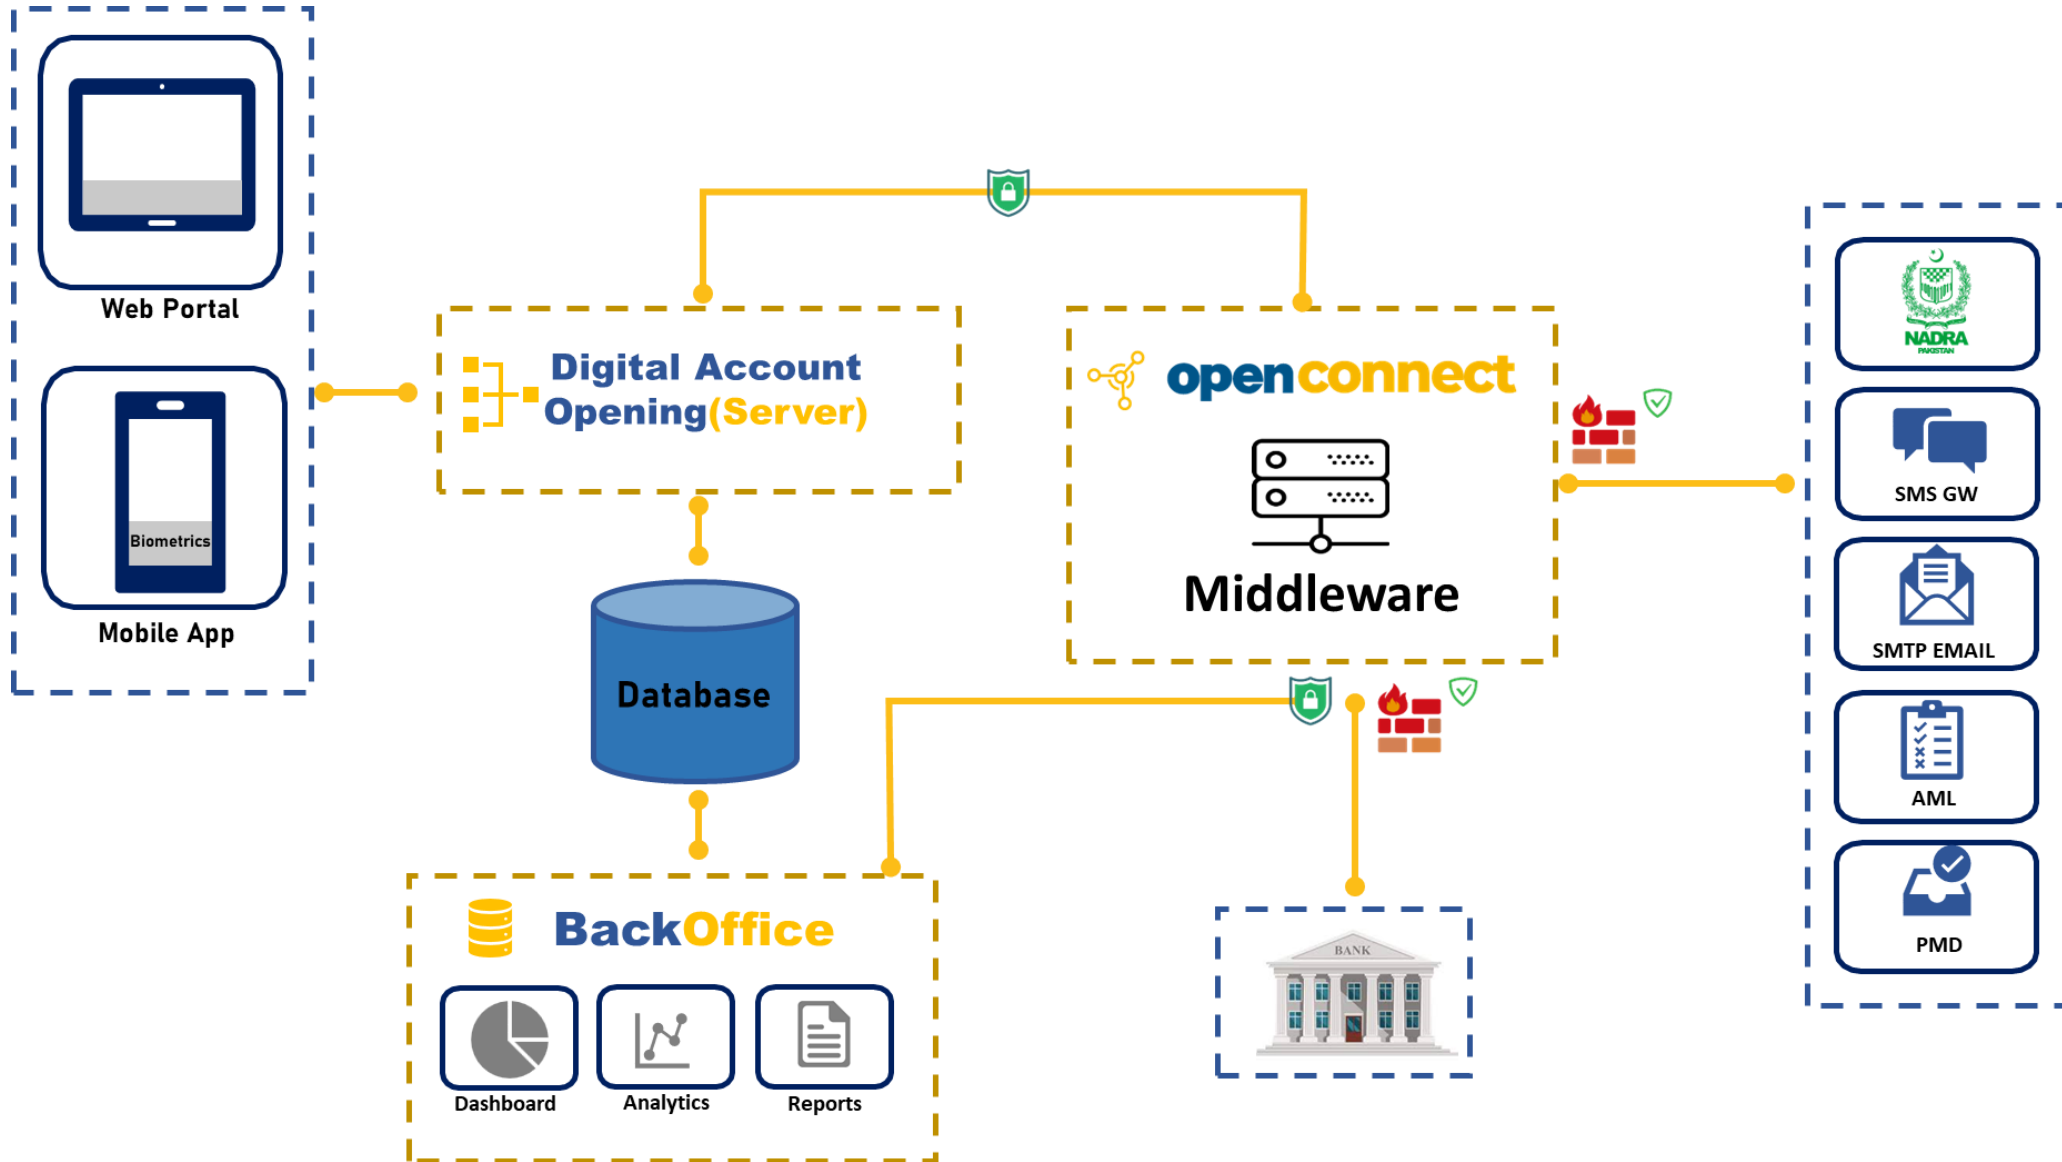 Web Portal
Biometrics
Mobile App
Digital Account
Opening(Server)
Database
BackOffice
Dashboard
Analytics
Reports
openconnect
Middleware
BANK
NADRA
PAKISTAN
SMS GW
SMTP EMAIL
AML
PMD